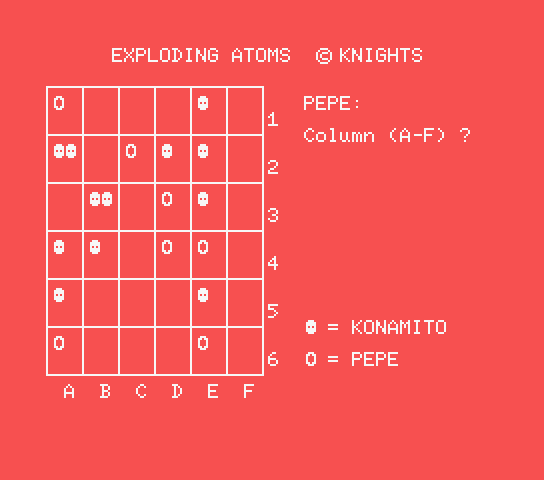 EXPLODING ATOMS © KNIGHTS
PEPE:
Column (A-F) ?
1
2
3
4
5
6
= KONAMITO
O = PEPE
A B C D E F